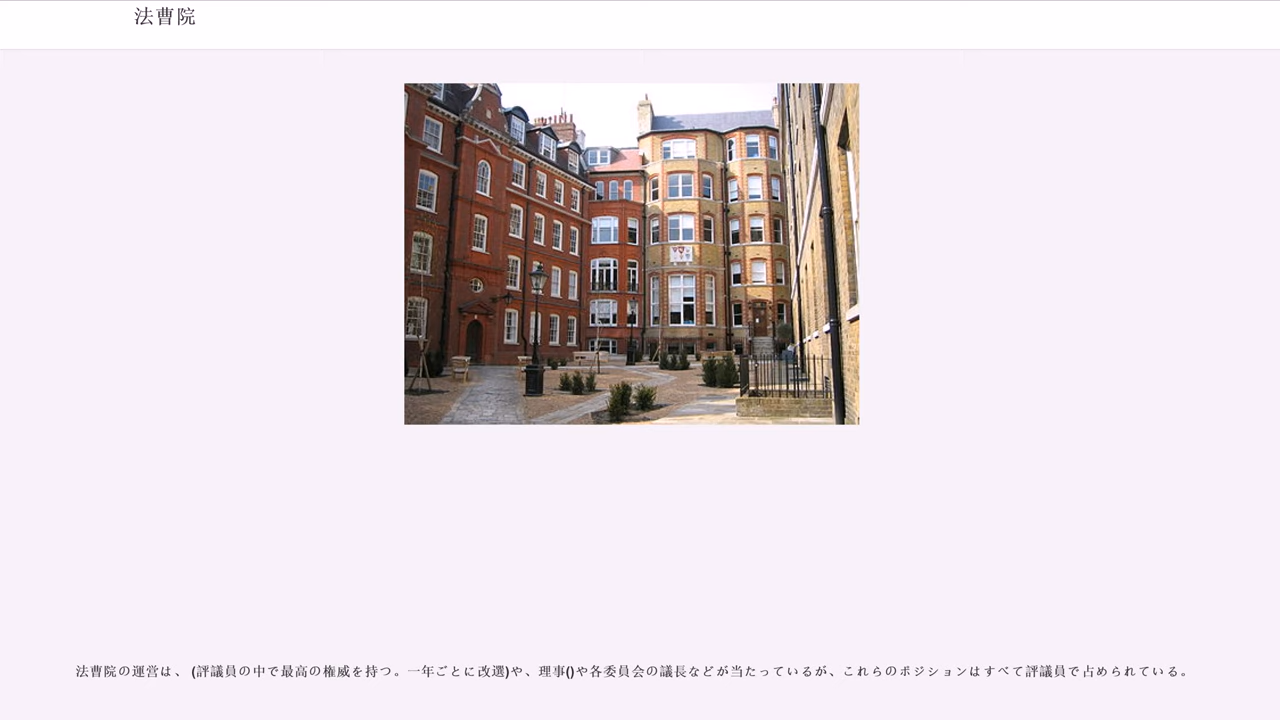 法曹院
法曹院の運営は、 (評議員の中で最高の権威を持つ。一年ごとに改選)や、理事()や各委員会の議長などが当たっているが、これらのポジションはすべて評議員で占められている。